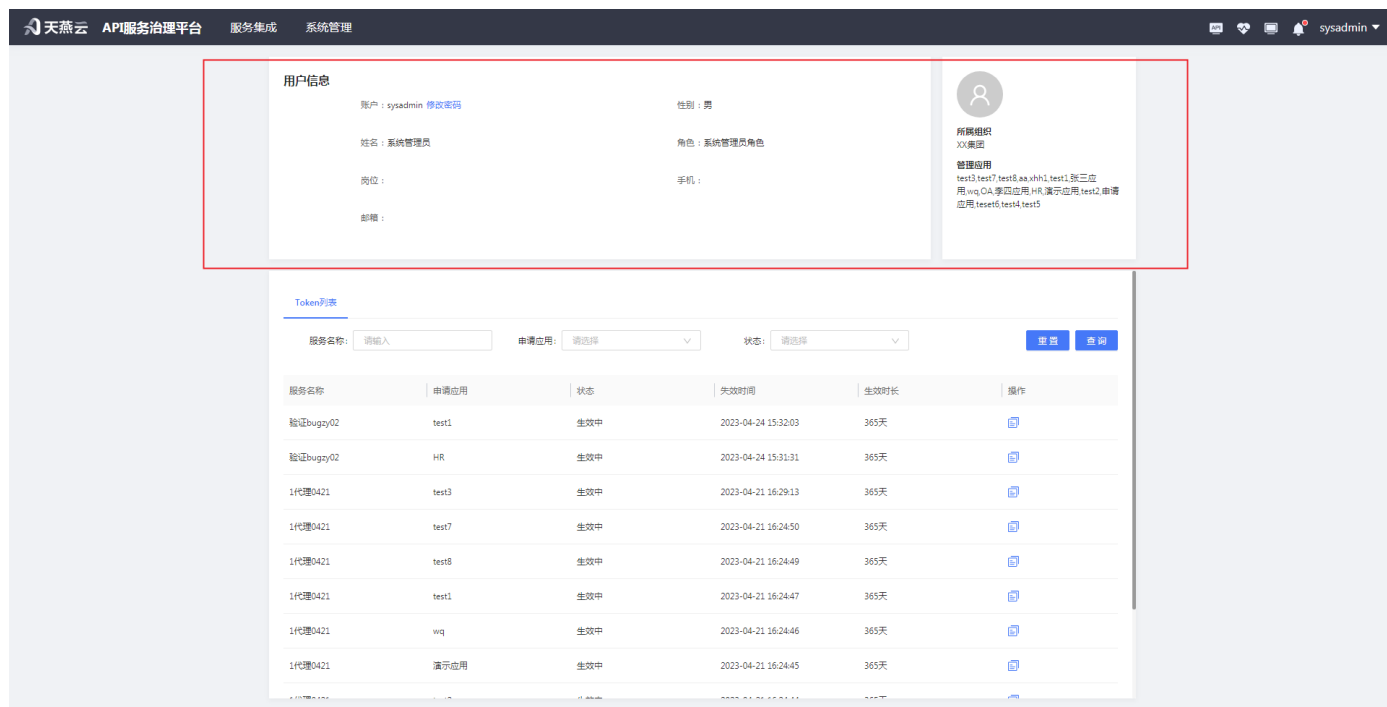 天燕云 API服务治理平台 服务集成 系统管理 API sysadmin
用户信息
账户：sysadmin 修改密码 性别：男
姓名：系统管理员 角色：系统管理员角色
岗位： 手机：
邮箱：
所属组织
XX集团
管理应用
test3,test7,test8,aa,xhh1,test1,张三应
用,wq,OA,李四应用,HR,演示应用,test2,申请
应用,teset6,test4,test5
Token列表
服务名称: 请输入 申请应用: 请选择 状态: 请选择 重置 查询
服务名称 申请应用 状态 失效时间 生效时长 操作
验证bugzy02 test1 生效中 2023-04-24 15:32:03 365天
验证bugzy02 HR 生效中 2023-04-24 15:31:31 365天
1代理0421 test3 生效中 2023-04-21 16:29:13 365天
1代理0421 test7 生效中 2023-04-21 16:24:50 365天
1代理0421 test8 生效中 2023-04-21 16:24:49 365天
1代理0421 test1 生效中 2023-04-21 16:24:47 365天
1代理0421 wq 生效中 2023-04-21 16:24:46 365天
1代理0421 演示应用 生效中 2023-04-21 16:24:45 365天